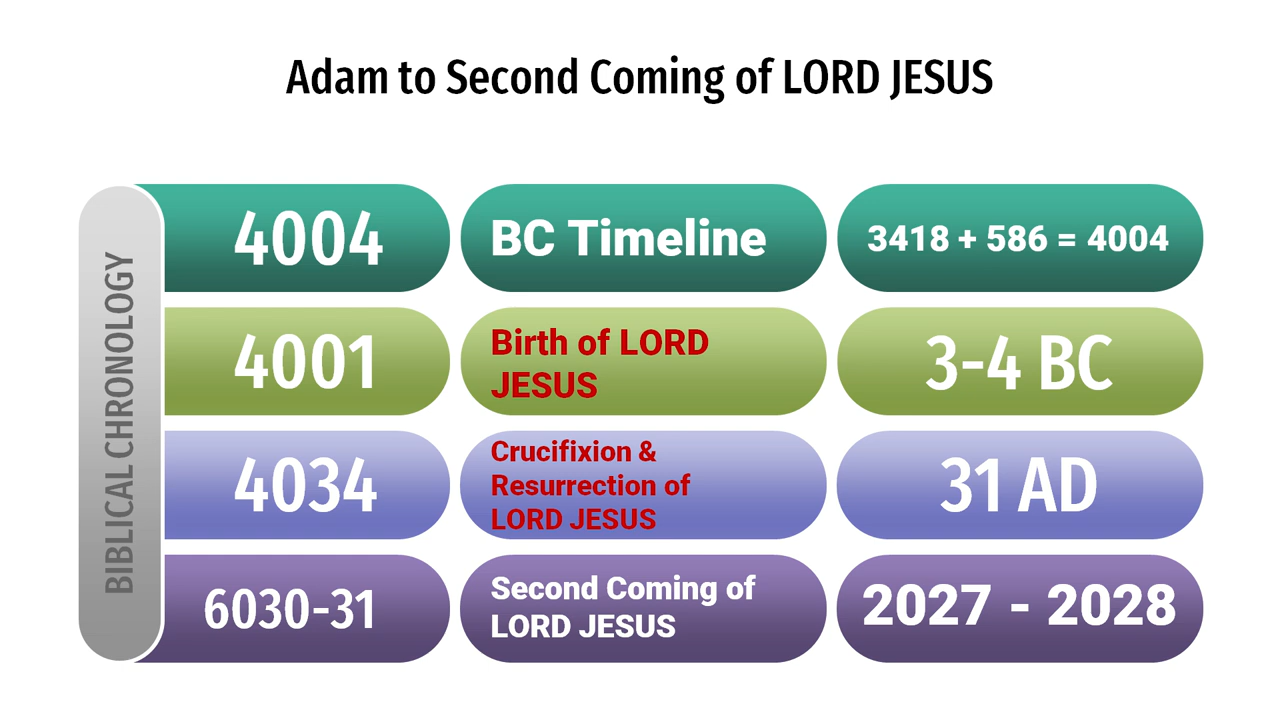 Adam to Second Coming of LORD JESUS
BIBLICAL CHRONOLOGY
4004
BC Timeline
3418 + 586 = 4004
4001
Birth of LORD
JESUS
3-4 BC
4034
Crucifixion &
Resurrection of
LORD JESUS
31 AD
6030-31
Second Coming of
LORD JESUS
2027 - 2028